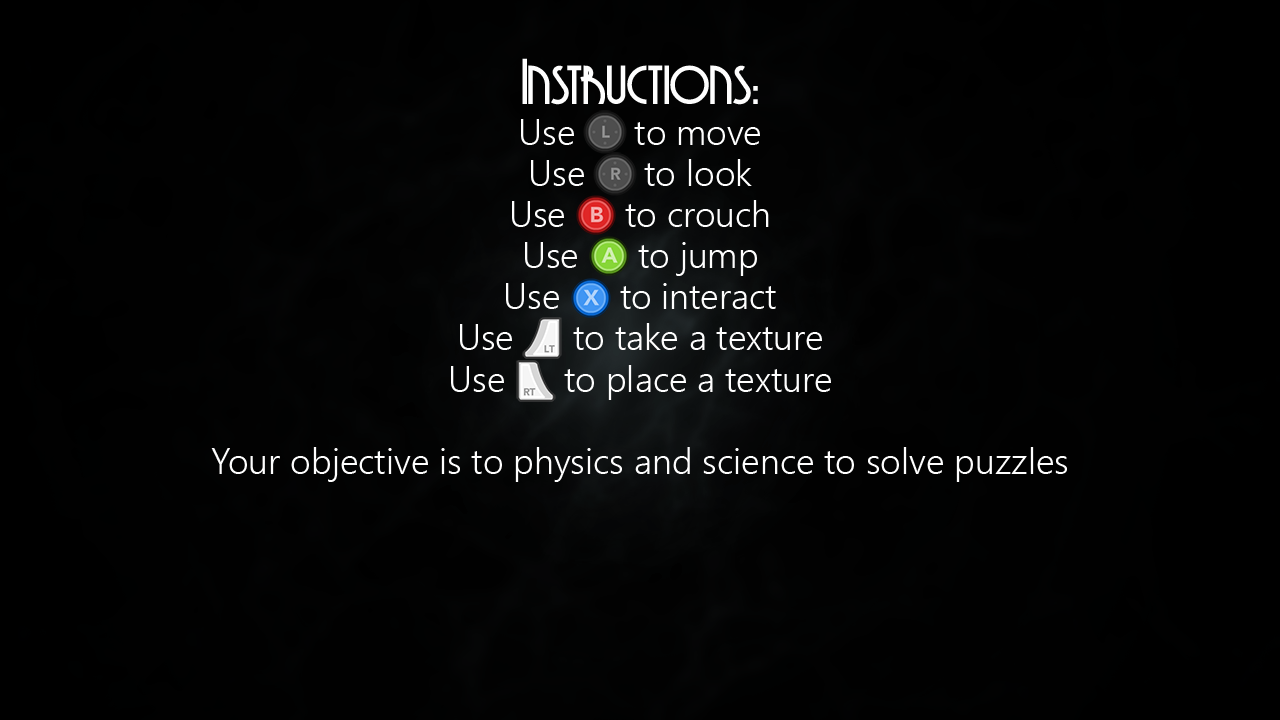 Instructions:
Use L to move
Use R to look
Use B to crouch
Use A to jump
Use X to interact
Use LT to take a texture
Use RT to place a texture
Your objective is to physics and science to solve puzzles